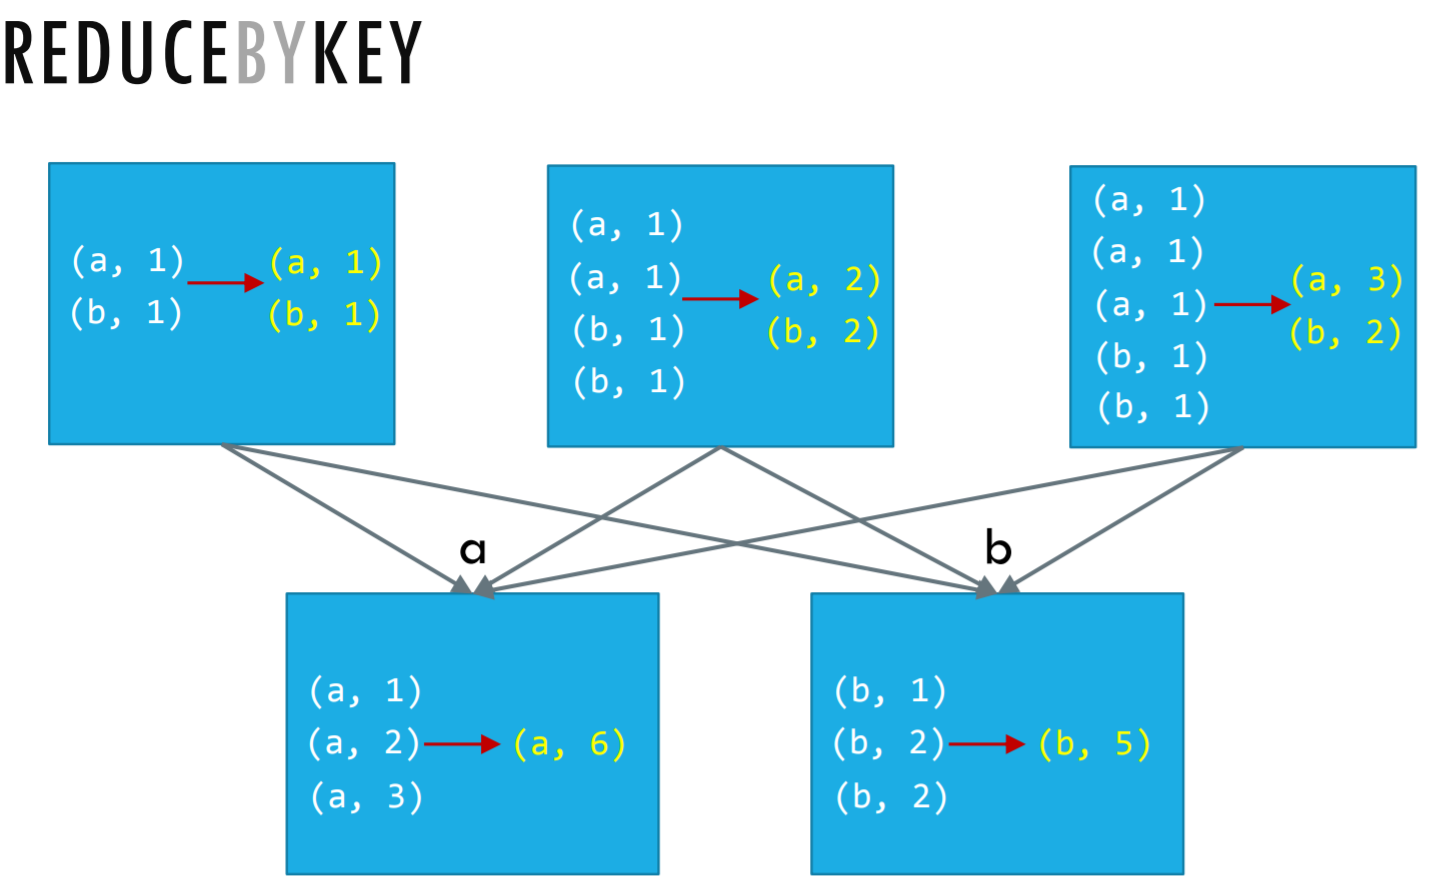 REDUCEBYKEY
(a, 1)
(b, 1)
(a, 1)
(b, 1)
(a, 1)
(a, 1)
(b, 1)
(b, 1)
(a, 2)
(b, 2)
(a, 1)
(a, 1)
(a, 1)
(b, 1)
(b, 1)
(a, 3)
(b, 2)
a
b
(a, 1)
(a, 2)
(a, 3)
(a, 6)
(b, 1)
(b, 2)
(b, 2)
(b, 5)